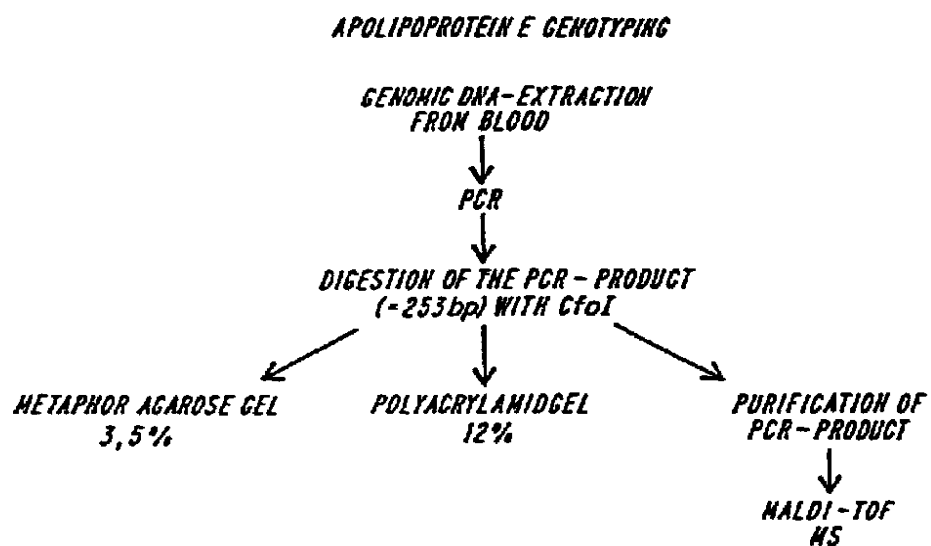 APOLIPOPROTEIN E GENOTYPING
GENOMIC DNA-EXTRACTION
FROM BLOOD
PCR
DIGESTION OF THE PCR-PRODUCT
(=253bp) WITH CfoI
METAPHOR AGAROSE GEL
3,5%
POLYACRYLAMIDGEL
12%
PURIFICATION OF
PCR-PRODUCT
MALDI-TOF
MS